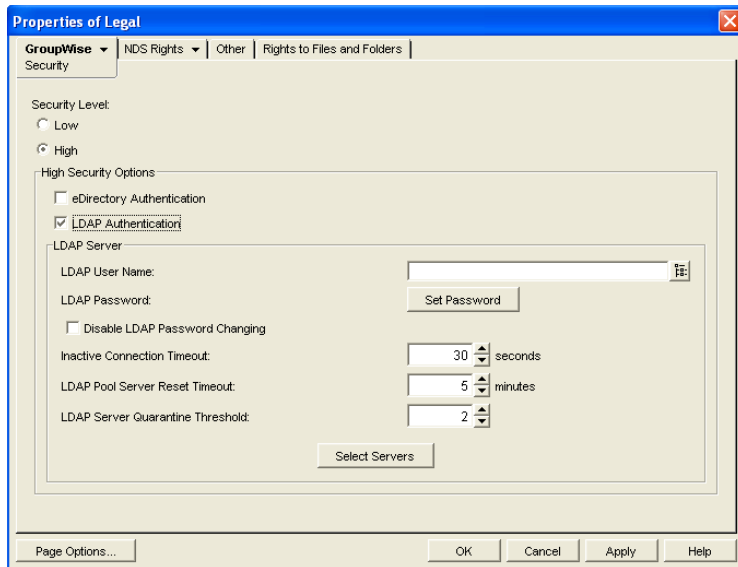 Properties of Legal
GroupWise NDS Rights Other Rights to Files and Folders
Security
Security Level:
Low
High
High Security Options
eDirectory Authentication
LDAP Authentication
LDAP Server
LDAP User Name:
LDAP Password: Set Password
Disable LDAP Password Changing
Inactive Connection Timeout: 30 seconds
LDAP Pool Server Reset Timeout: 5 minutes
LDAP Server Quarantine Threshold: 2
Select Servers
Page Options... OK Cancel Apply Help